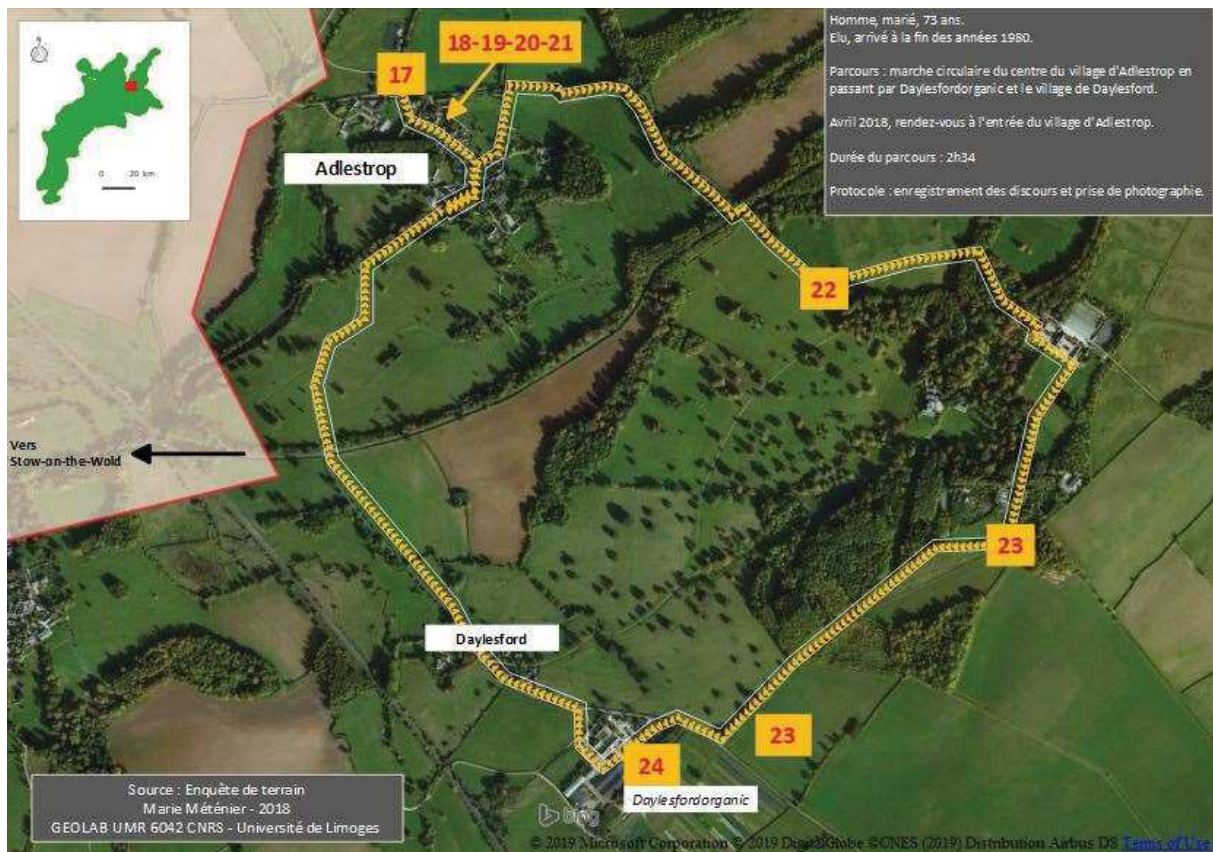 Homme, marié, 73 ans.
Elu, arrivé à la fin des années 1980.
Parcours : marche circulaire du centre du village d'Adlestrop en
passant par Daylesfordorganic et le village de Daylesford.
Avril 2018, rendez-vous à l'entrée du village d'Adlestrop.
Durée du parcours : 2h34
Protocole : enregistrement des discours et prise de photographie.
0 20 km
18-19-20-21
17
Adlestrop
22
Vers
Stow-on-the-Wold
23
Daylesford
23
24
Daylesfordorganic
Source : Enquête de terrain
Marie Méténier - 2018
GEOLAB UMR 6042 CNRS - Université de Limoges
bing
© 2019 Microsoft Corporation © 2019 DigitalGlobe ©CNES (2019) Distribution Airbus DS Terms of Use